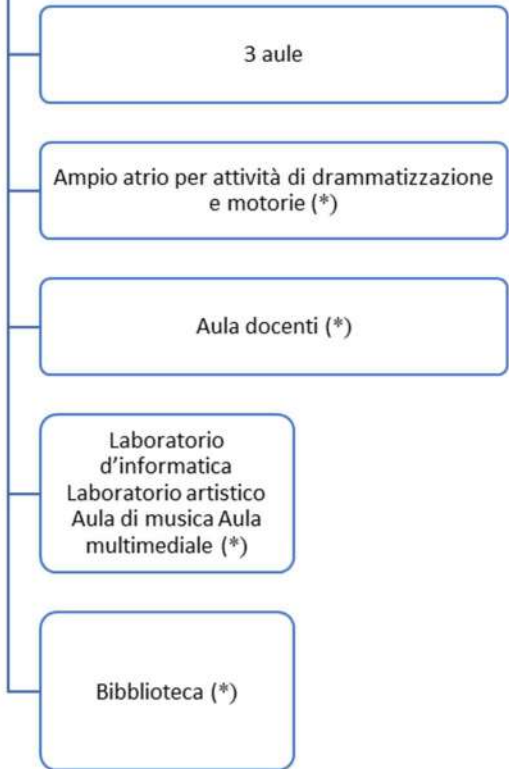 3 aule
Ampio atrio per attività di drammatizzazione
e motorie (*)
Aula docenti (*)
Laboratorio
d'informatica
Laboratorio artistico
Aula di musica Aula
multimediale (*)
Bibblioteca (*)